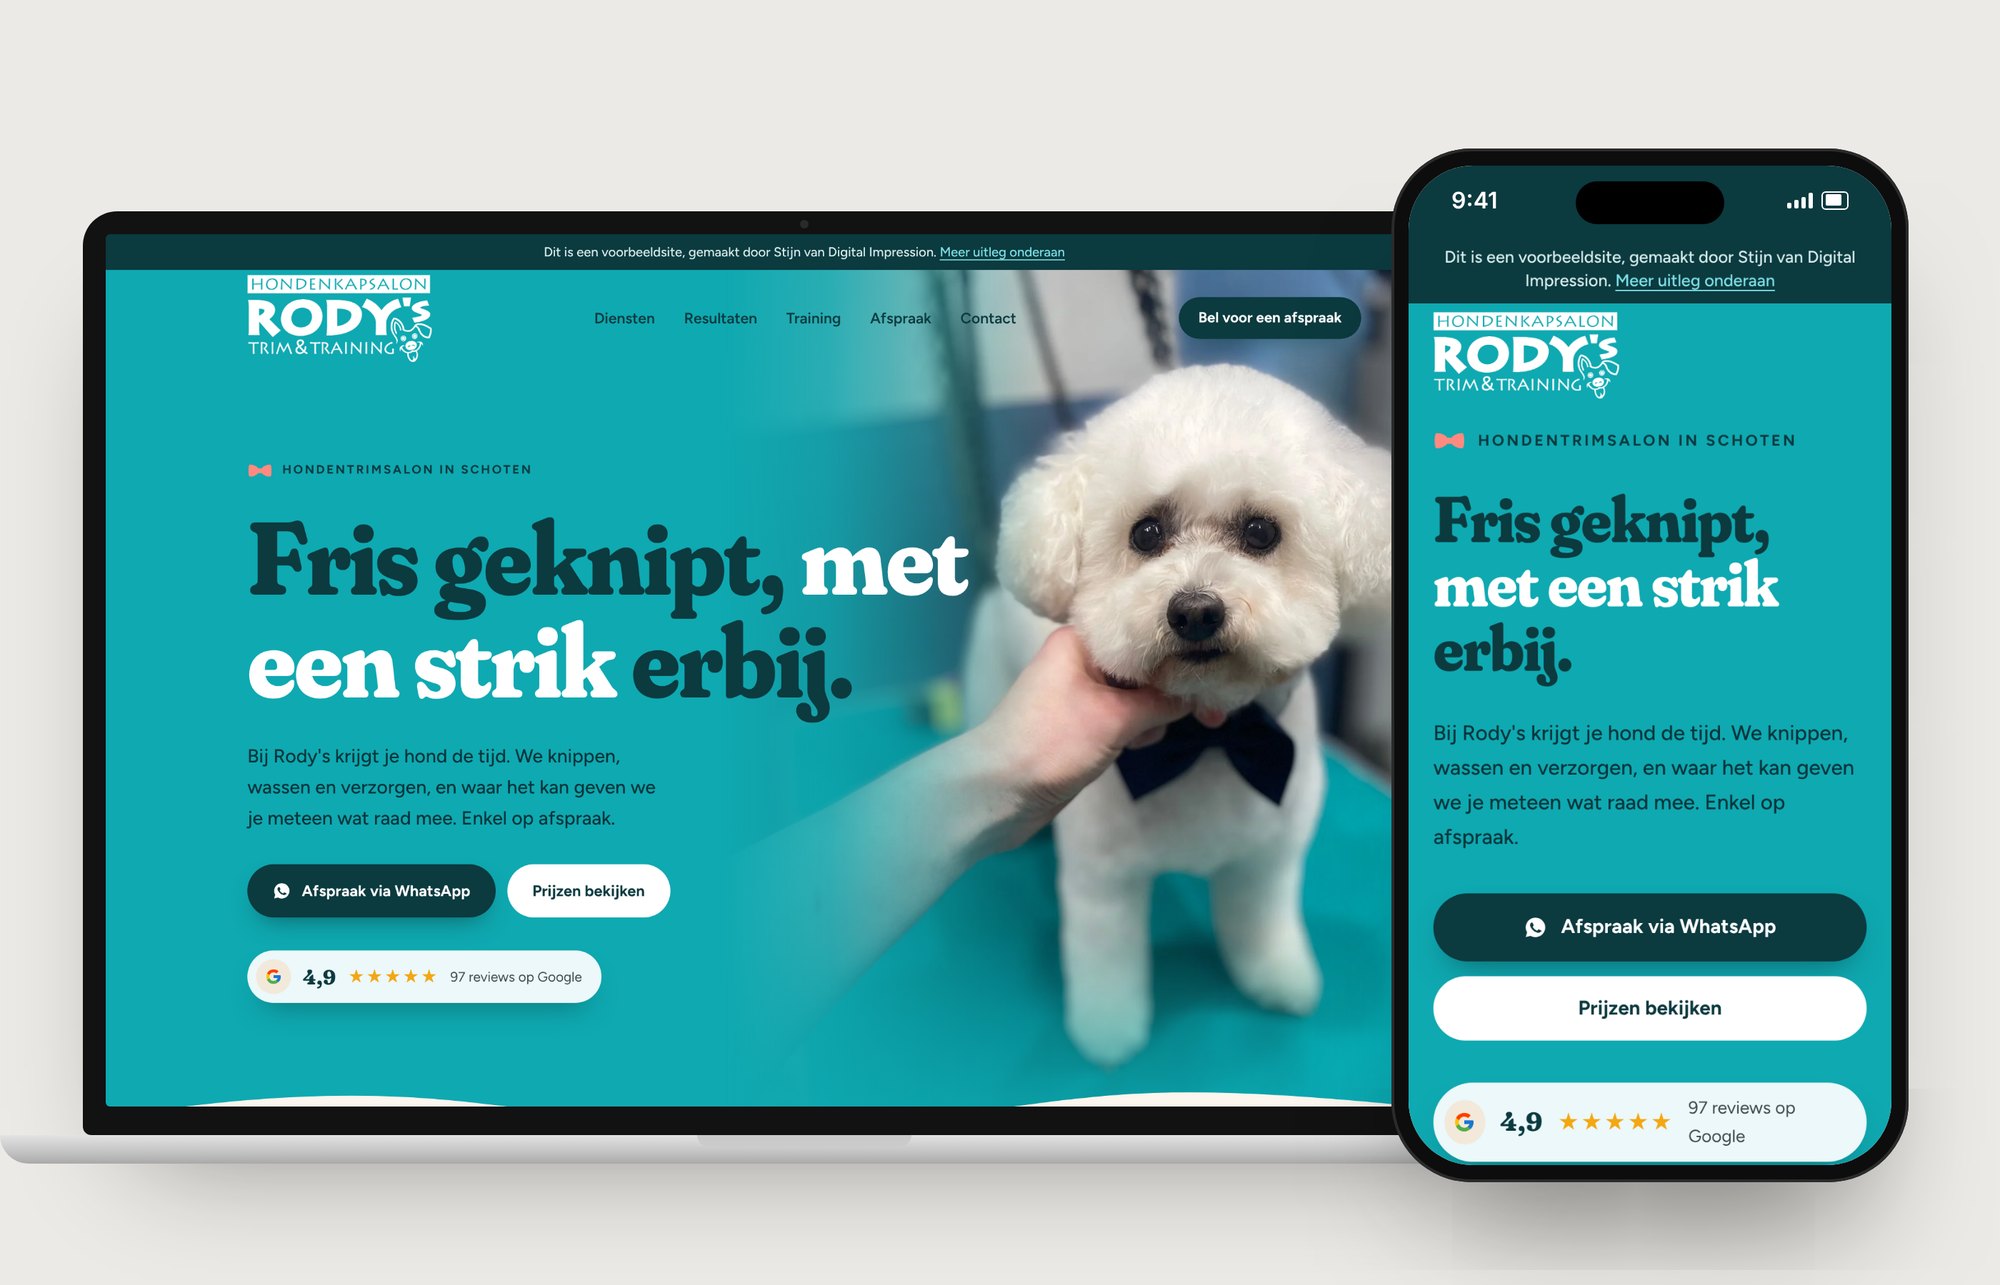 Dit is een voorbeeldsite, gemaakt door Stijn van Digital Impression. Meer uitleg onderaan
HONDENKAPSALON
RODY's
TRIM & TRAINING
Diensten
Resultaten
Training
Afspraak
Contact
Bel voor een afspraak
HONDENTRIMSALON IN SCHOTEN
Fris geknipt, met
een strik erbij.
Bij Rody's krijgt je hond de tijd. We knippen,
wassen en verzorgen, en waar het kan geven we
je meteen wat raad mee. Enkel op afspraak.
Afspraak via WhatsApp
Prijzen bekijken
4,9
97 reviews op Google
9:41
Dit is een voorbeeldsite, gemaakt door Stijn van Digital
Impression. Meer uitleg onderaan
HONDENKAPSALON
RODY's
TRIM & TRAINING
HONDENTRIMSALON IN SCHOTEN
Fris geknipt,
met een strik
erbij.
Bij Rody's krijgt je hond de tijd. We knippen,
wassen en verzorgen, en waar het kan geven
we je meteen wat raad mee. Enkel op
afspraak.
Afspraak via WhatsApp
Prijzen bekijken
4,9
97 reviews op
Google